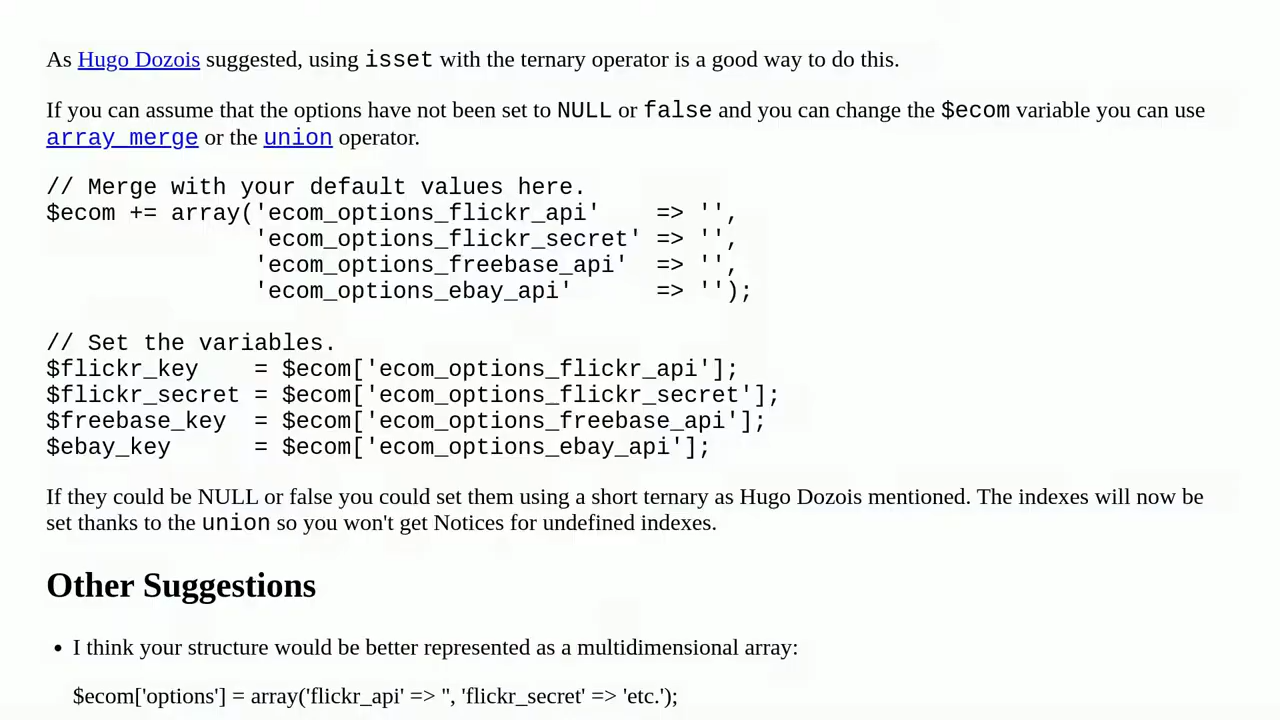 As Hugo Dozois suggested, using isset with the ternary operator is a good way to do this.
If you can assume that the options have not been set to NULL or false and you can change the $ecom variable you can use
array_merge or the union operator.
// Merge with your default values here.
$ecom += array('ecom_options_flickr_api'    => '',
               'ecom_options_flickr_secret' => '',
               'ecom_options_freebase_api'  => '',
               'ecom_options_ebay_api'      => '');
// Set the variables.
$flickr_key    = $ecom['ecom_options_flickr_api'];
$flickr_secret = $ecom['ecom_options_flickr_secret'];
$freebase_key  = $ecom['ecom_options_freebase_api'];
$ebay_key      = $ecom['ecom_options_ebay_api'];
If they could be NULL or false you could set them using a short ternary as Hugo Dozois mentioned. The indexes will now be
set thanks to the union so you won't get Notices for undefined indexes.
Other Suggestions
• I think your structure would be better represented as a multidimensional array:
$ecom['options'] = array('flickr_api' => '', 'flickr_secret' => 'etc.');